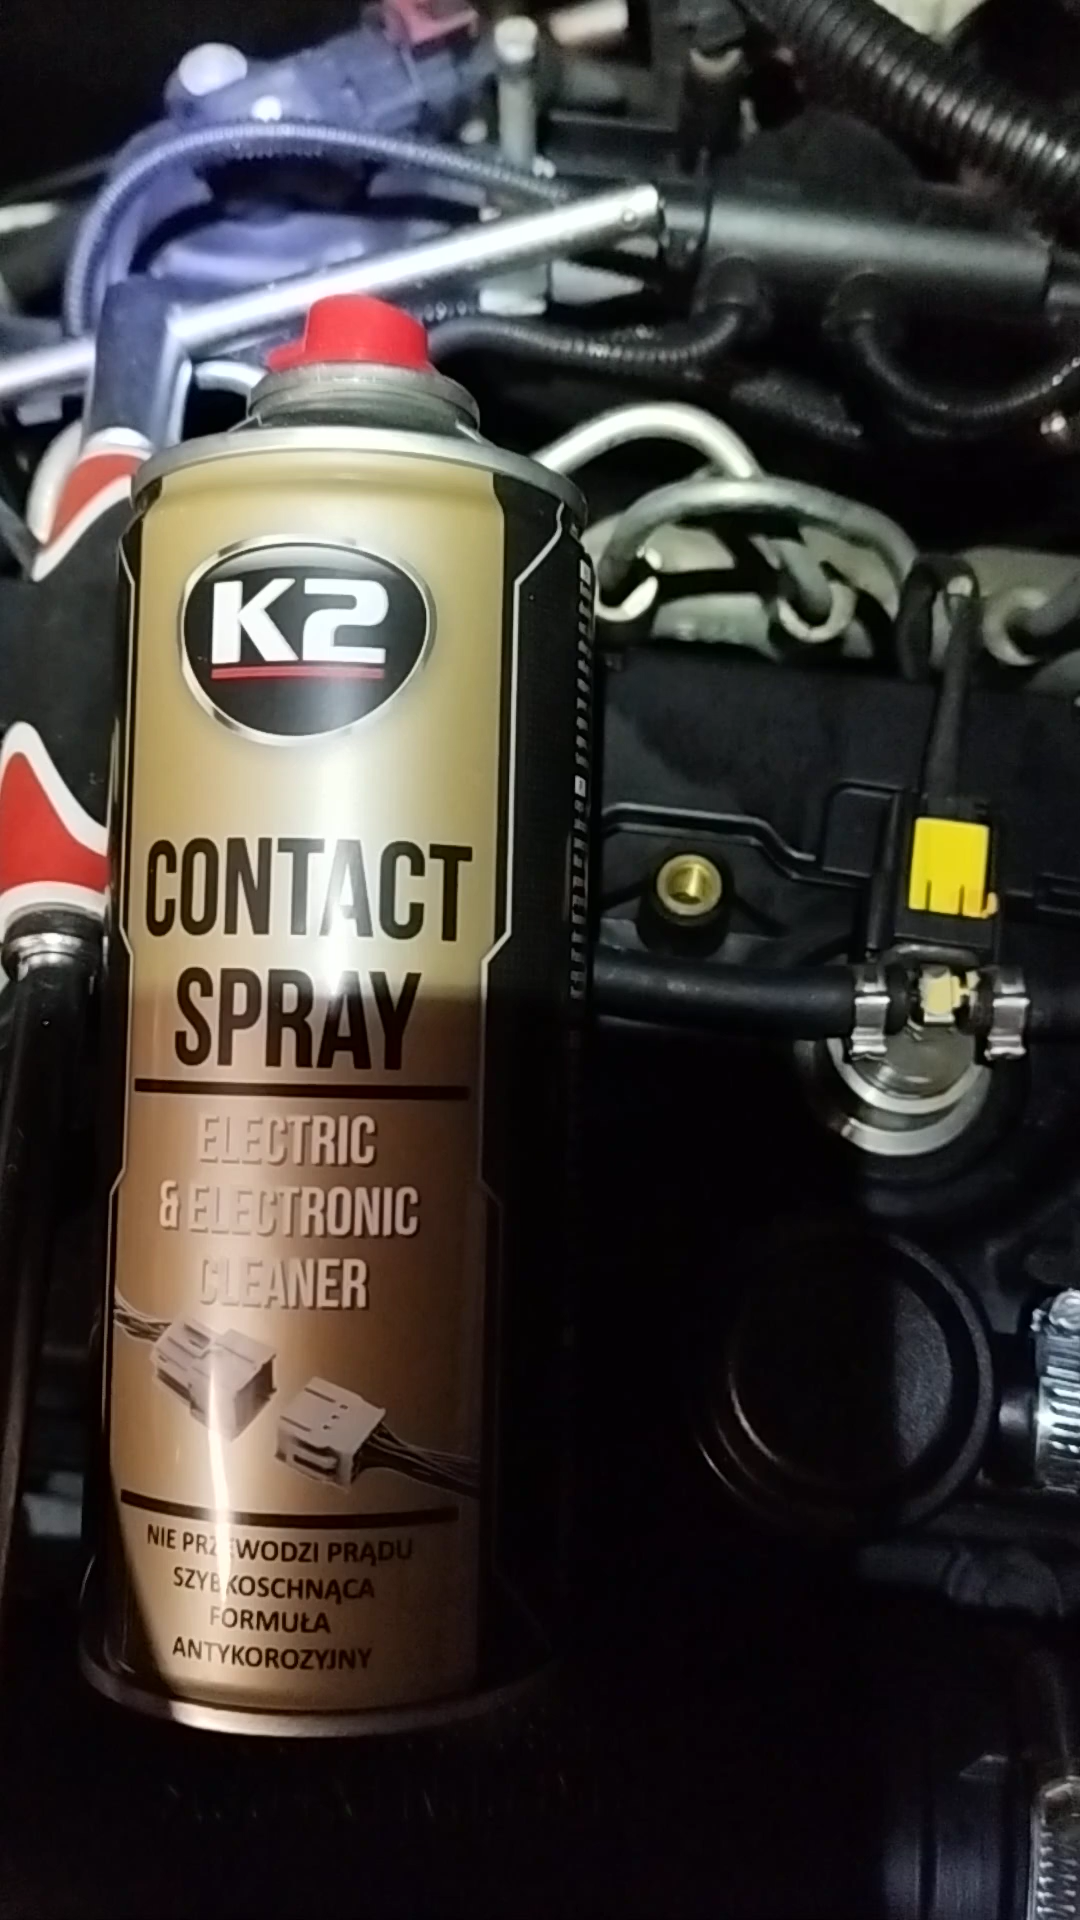 K2
CONTACT
SPRAY
ELECTRIC
& ELECTRONIC
CLEANER
NIE PRZEWODZI PRĄDU
SZYBKOSCHNĄCA
FORMUŁA
ANTYKOROZYJNY